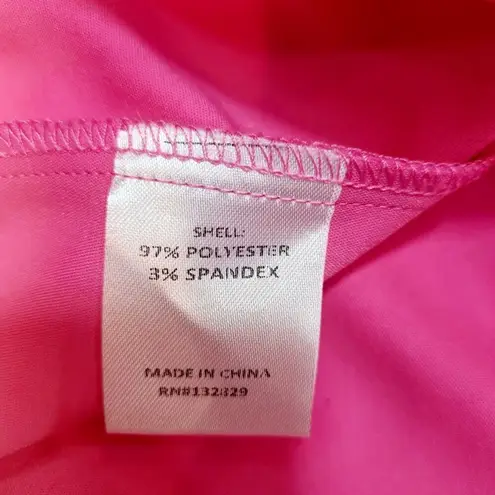 SHELL:
97% POLYESTER
3% SPANDEX
MADE IN CHINA
RN#132829